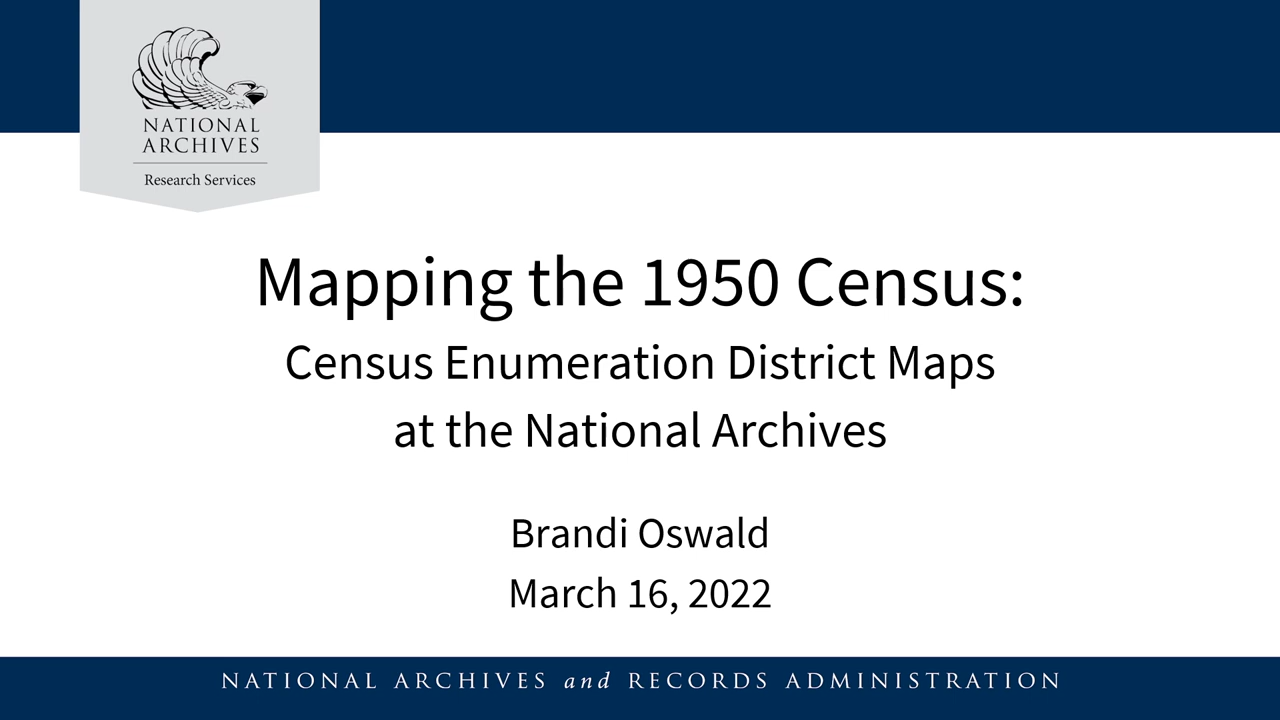 NATIONAL
ARCHIVES
Research Services
Mapping the 1950 Census:
Census Enumeration District Maps
at the National Archives
Brandi Oswald
March 16, 2022
NATIONAL ARCHIVES and RECORDS ADMINISTRATION